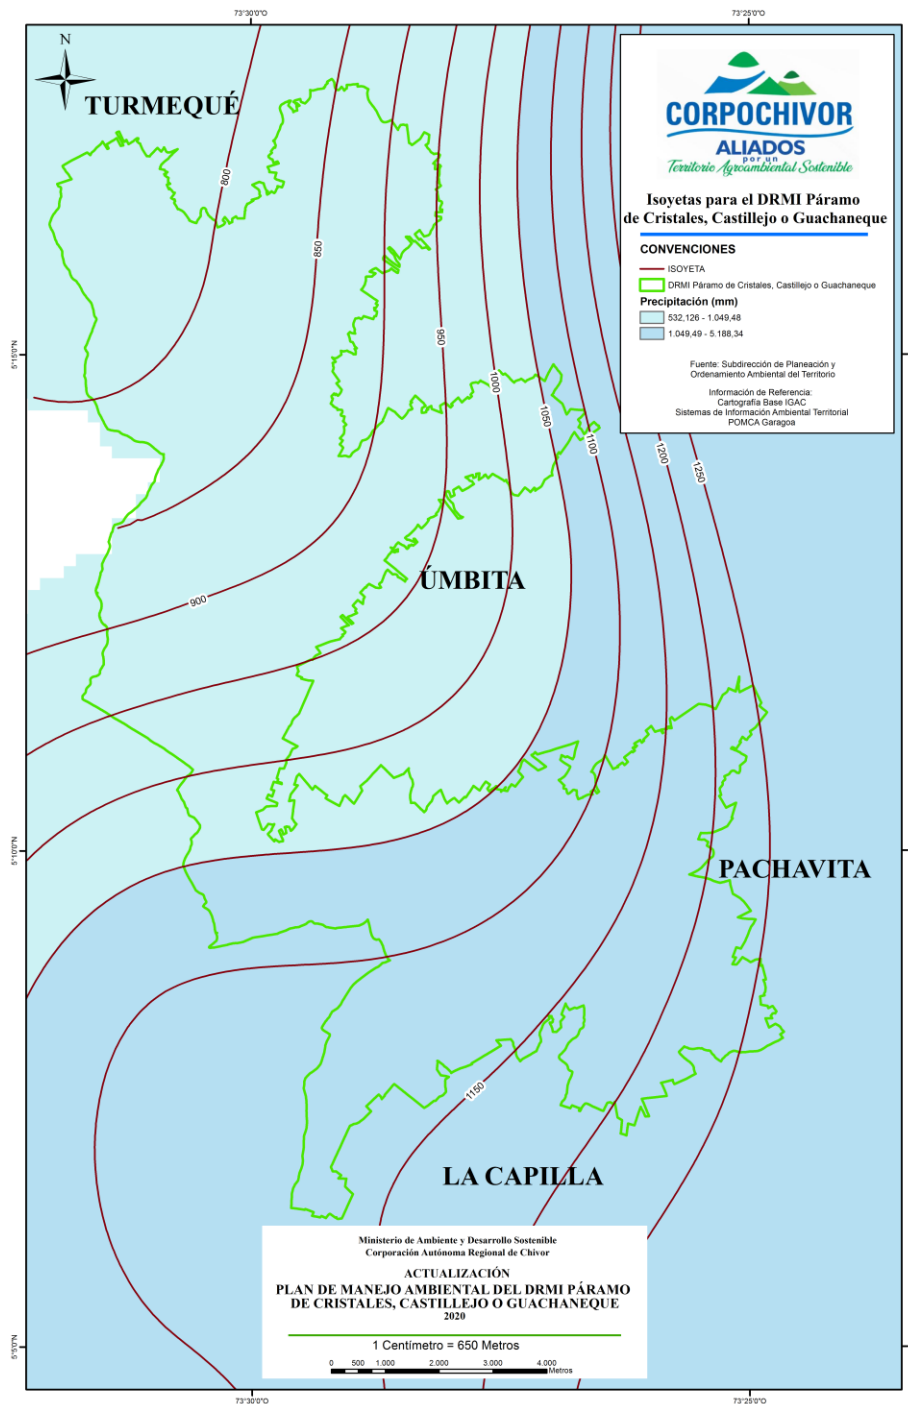 73°30'0"O
73°25'0"O
N
TURMEQUÉ
CORPOCHIVOR
ALIADOS
por un
Territorio Agroambiental Sostenible
Isoyetas para el DRMI Páramo
de Cristales, Castillejo o Guachaneque
CONVENCIONES
ISOYETA
DRMI Páramo de Cristales, Castillejo o Guachaneque
Precipitación (mm)
532,126 - 1.049,48
1.049,49 - 5.188,34
Fuente: Subdirección de Planeación y
Ordenamiento Ambiental del Territorio
Información de Referencia:
Cartografía Base IGAC
Sistemas de Información Ambiental Territorial
POMCA Garagoa
800
850
950
5°15'0"N
1000
1050
1100
1200
1250
ÚMBITA
900
5°10'0"N
PACHAVITA
1150
LA CAPILLA
Ministerio de Ambiente y Desarrollo Sostenible
Corporación Autónoma Regional de Chivor
ACTUALIZACIÓN
PLAN DE MANEJO AMBIENTAL DEL DRMI PÁRAMO
DE CRISTALES, CASTILLEJO O GUACHANEQUE
2020
1 Centímetro = 650 Metros
0 500 1.000 2.000 3.000 4.000
Metros
5°5'0"N
73°30'0"O
73°25'0"O